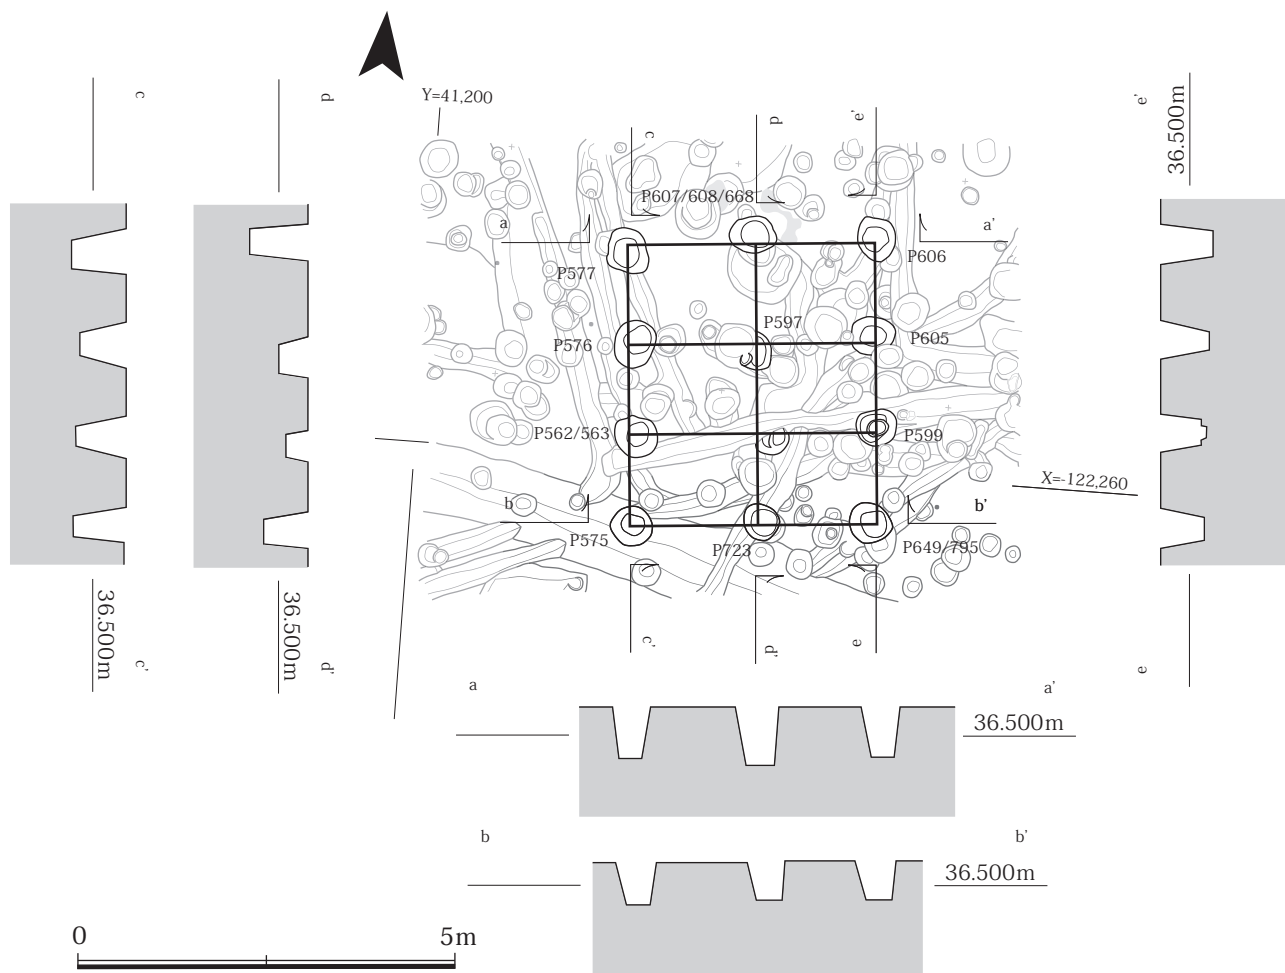 Y=41,200
c
d
e'
36.500m
c
d
e'
P607/608/668
a
a'
P577
P606
P597
P576
P605
P562/563
P599
X=-122,260
b
b'
P575
P723
P649/795
36.500m
c'
36.500m
d'
c'
d'
e
e
a
a'
36.500m
b
b'
36.500m
0
5m